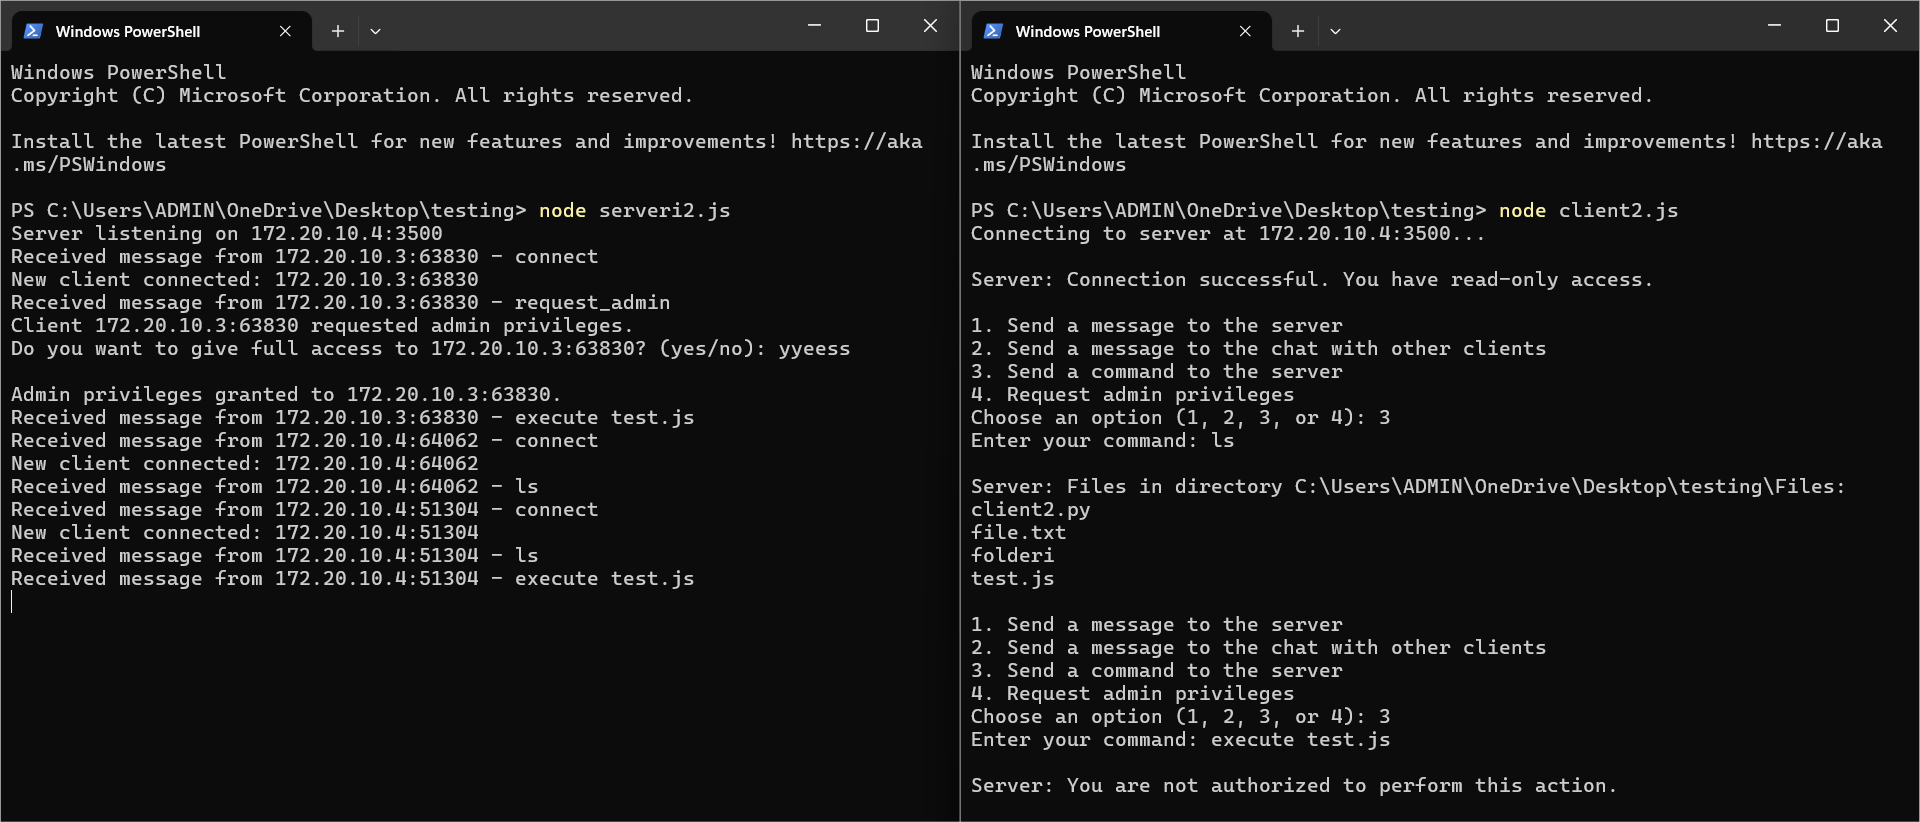 Windows PowerShell
Windows PowerShell
Copyright (C) Microsoft Corporation. All rights reserved.
Install the latest PowerShell for new features and improvements! https://aka
.ms/PSWindows
PS C:\Users\ADMIN\OneDrive\Desktop\testing> node serveri2.js
Server listening on 172.20.10.4:3500
Received message from 172.20.10.3:63830 - connect
New client connected: 172.20.10.3:63830
Received message from 172.20.10.3:63830 - request_admin
Client 172.20.10.3:63830 requested admin privileges.
Do you want to give full access to 172.20.10.3:63830? (yes/no): yyeess
Admin privileges granted to 172.20.10.3:63830.
Received message from 172.20.10.3:63830 - execute test.js
Received message from 172.20.10.4:64062 - connect
New client connected: 172.20.10.4:64062
Received message from 172.20.10.4:64062 - ls
Received message from 172.20.10.4:51304 - connect
New client connected: 172.20.10.4:51304
Received message from 172.20.10.4:51304 - ls
Received message from 172.20.10.4:51304 - execute test.js
Windows PowerShell
Windows PowerShell
Copyright (C) Microsoft Corporation. All rights reserved.
Install the latest PowerShell for new features and improvements! https://aka
.ms/PSWindows
PS C:\Users\ADMIN\OneDrive\Desktop\testing> node client2.js
Connecting to server at 172.20.10.4:3500...
Server: Connection successful. You have read-only access.
1. Send a message to the server
2. Send a message to the chat with other clients
3. Send a command to the server
4. Request admin privileges
Choose an option (1, 2, 3, or 4): 3
Enter your command: ls
Server: Files in directory C:\Users\ADMIN\OneDrive\Desktop\testing\Files:
client2.py
file.txt
folderi
test.js
1. Send a message to the server
2. Send a message to the chat with other clients
3. Send a command to the server
4. Request admin privileges
Choose an option (1, 2, 3, or 4): 3
Enter your command: execute test.js
Server: You are not authorized to perform this action.